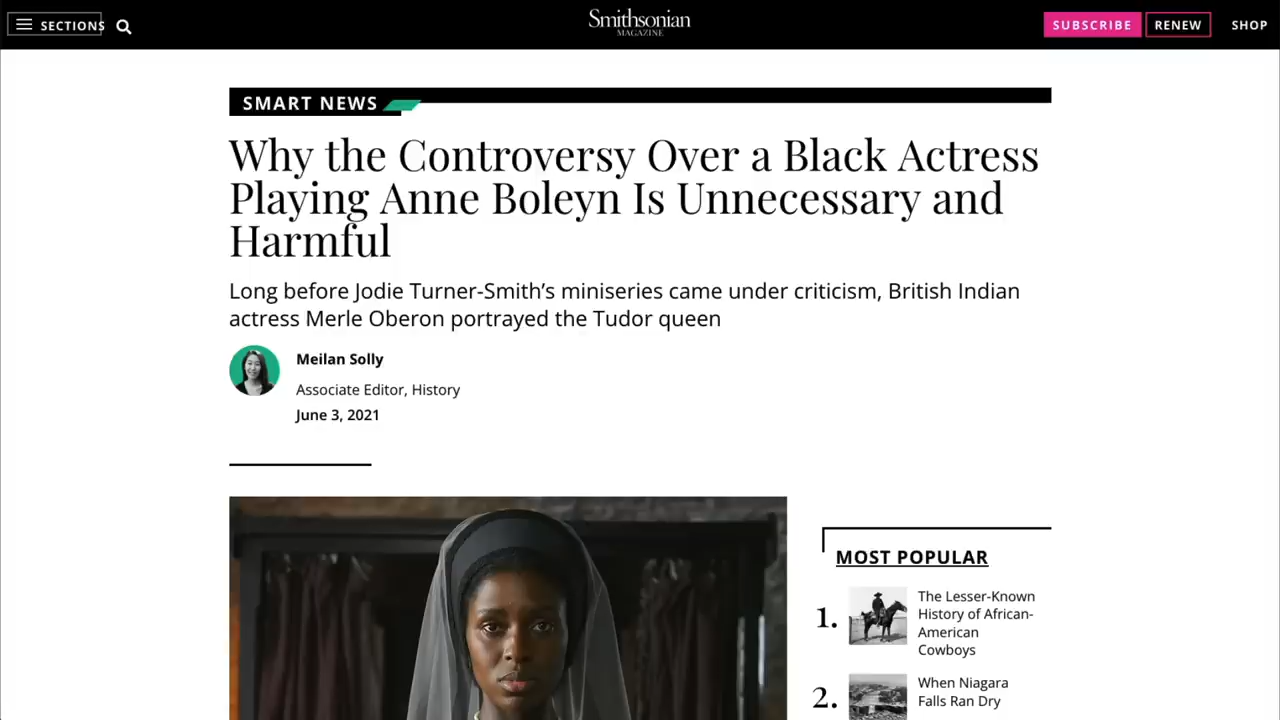 SECTIONS
Smithsonian
MAGAZINE
SUBSCRIBE
RENEW
SHOP
SMART NEWS
Why the Controversy Over a Black Actress
Playing Anne Boleyn Is Unnecessary and
Harmful
Long before Jodie Turner-Smith’s miniseries came under criticism, British Indian
actress Merle Oberon portrayed the Tudor queen
Meilan Solly
Associate Editor, History
June 3, 2021
MOST POPULAR
1.
The Lesser-Known
History of African-
American
Cowboys
2.
When Niagara
Falls Ran Dry